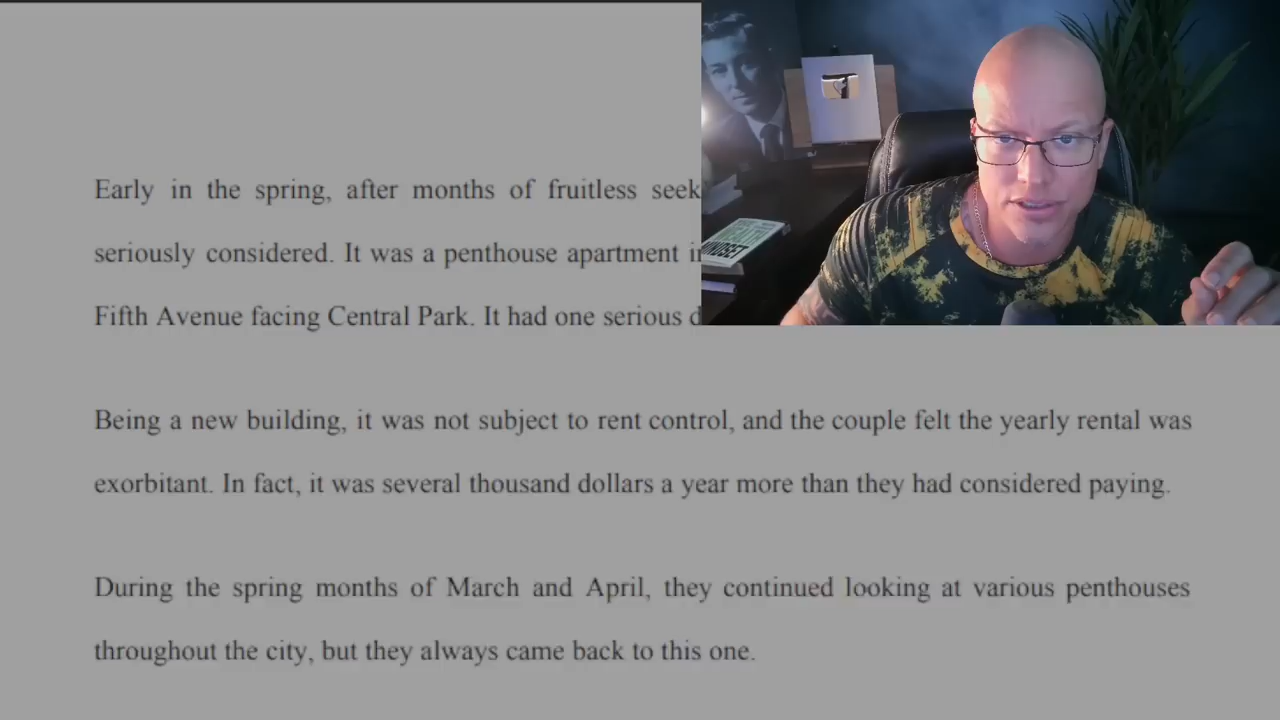 Early in the spring, after months of fruitless
seriously considered. It was a penthouse apartment
Fifth Avenue facing Central Park. It had one serious
Being a new building, it was not subject to rent control, and the couple felt the yearly rental was
exorbitant. In fact, it was several thousand dollars a year more than they had considered paying.
During the spring months of March and April, they continued looking at various penthouses
throughout the city, but they always came back to this one.